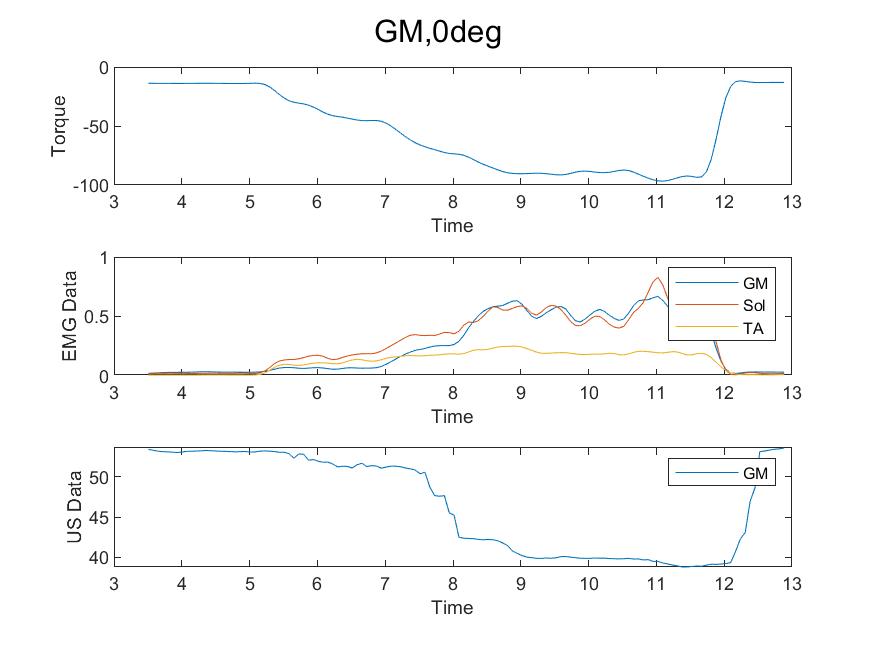 GM,0deg
0
-50
-100
Torque
3 4 5 6 7 8 9 10 11 12 13
Time
1
0.5
0
EMG Data
GM
Sol
TA
3 4 5 6 7 8 9 10 11 12 13
Time
50
45
40
US Data
GM
3 4 5 6 7 8 9 10 11 12 13
Time